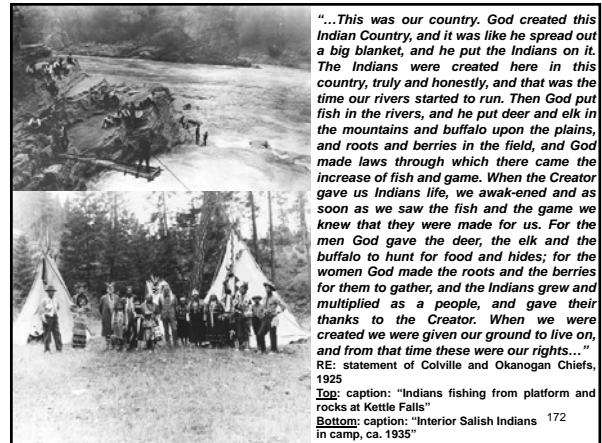 “…This was our country. God created this
Indian Country, and it was like he spread out
a big blanket, and he put the Indians on it.
The Indians were created here in this
country, truly and honestly, and that was the
time our rivers started to run. Then God put
fish in the rivers, and he put deer and elk in
the mountains and buffalo upon the plains,
and roots and berries in the field, and God
made laws through which there came the
increase of fish and game. When the Creator
gave us Indians life, we awak-ened and as
soon as we saw the fish and the game we
knew that they were made for us. For the
men God gave the deer, the elk and the
buffalo to hunt for food and hides; for the
women God made the roots and the berries
for them to gather, and the Indians grew and
multiplied as a people, and gave their
thanks to the Creator. When we were
created we were given our ground to live on,
and from that time these were our rights…”
RE: statement of Colville and Okanogan Chiefs,
1925
Top: caption: “Indians fishing from platform and
rocks at Kettle Falls”
Bottom: caption: “Interior Salish Indians
in camp, ca. 1935”
172